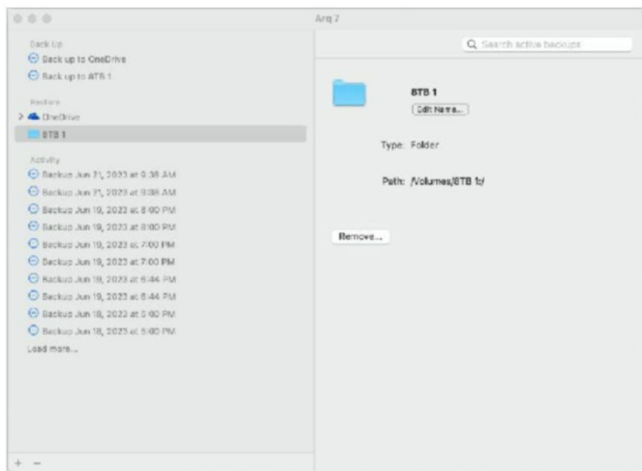 Arq 7
Back Up
Back up to OneDrive
Back up to 8TB 1
Restore
OneDrive
8TB 1
Activity
Backup Jun 21, 2023 at 9:38 AM
Backup Jun 21, 2023 at 9:38 AM
Backup Jun 19, 2023 at 8:00 PM
Backup Jun 19, 2023 at 8:00 PM
Backup Jun 19, 2023 at 7:00 PM
Backup Jun 19, 2023 at 7:00 PM
Backup Jun 19, 2023 at 6:44 PM
Backup Jun 19, 2023 at 6:44 PM
Backup Jun 18, 2023 at 5:00 PM
Backup Jun 18, 2023 at 5:00 PM
Load more...
+ −
Search active backups
8TB 1
Edit Name...
Type: Folder
Path: /Volumes/8TB 1:/
Remove...